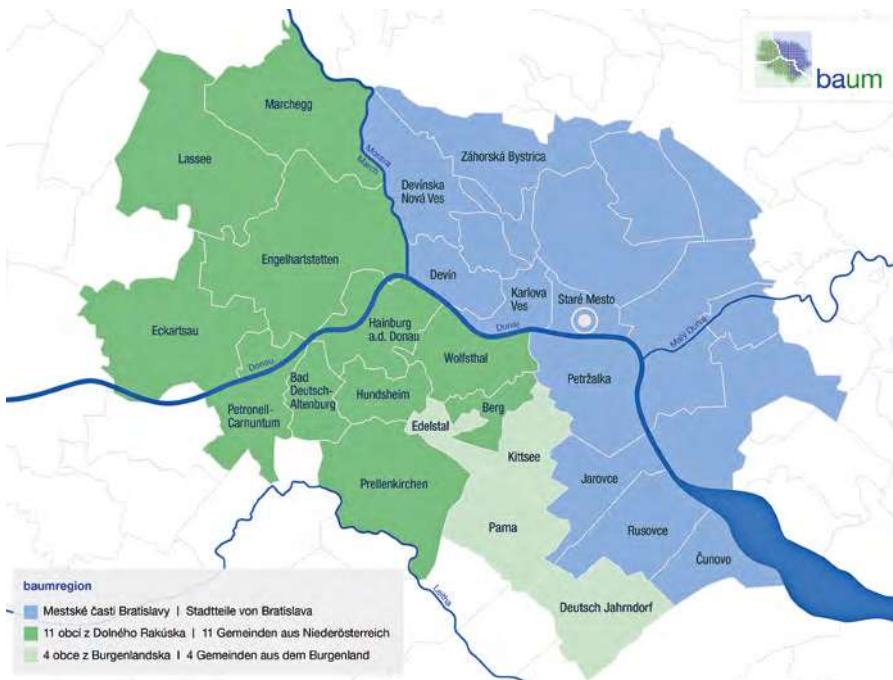 baum
Marchegg
Lassee
Morava
March
Záhorská Bystrica
Devínska
Nová Ves
Engelhartstetten
Devín
Karlova
Ves
Staré Mesto
Eckartsau
Hainburg
a.d. Donau
Dunaj
Malý Dunaj
Donau
Wolfsthal
Bad
Deutsch-
Altenburg
Petržalka
Hundsheim
Petronell-
Carnuntum
Berg
Edelstal
Kittsee
Prellenkirchen
Jarovce
Pama
Rusovce
Čunovo
Leitha
Deutsch Jahrndorf
baumregion
Mestské časti Bratislavy | Stadtteile von Bratislava
11 obcí z Dolného Rakúska | 11 Gemeinden aus Niederösterreich
4 obce z Burgenlandska | 4 Gemeinden aus dem Burgenland